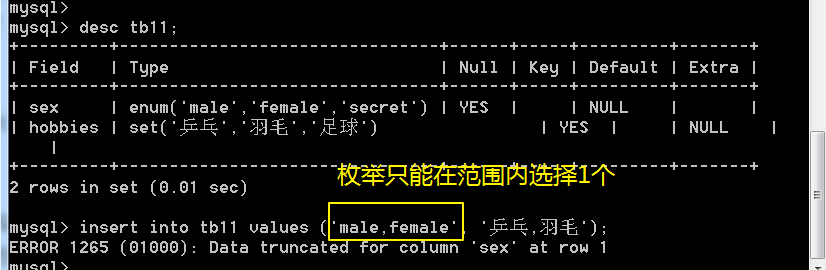 mysql>
mysql> desc tb11;
+---------+--------------------------------+------+-----+---------+-------+
| Field | Type | Null | Key | Default | Extra |
+---------+--------------------------------+------+-----+---------+-------+
| sex | enum('male','female','secret') | YES | | NULL | |
| hobbies | set('乒乓','羽毛','足球') | YES | | NULL |
|
+---------+--------------------------------+------+-----+---------+-------+
2 rows in set (0.01 sec)
枚举只能在范围内选择1个
mysql> insert into tb11 values ('male,female', '乒乓,羽毛');
ERROR 1265 (01000): Data truncated for column 'sex' at row 1
mysql>